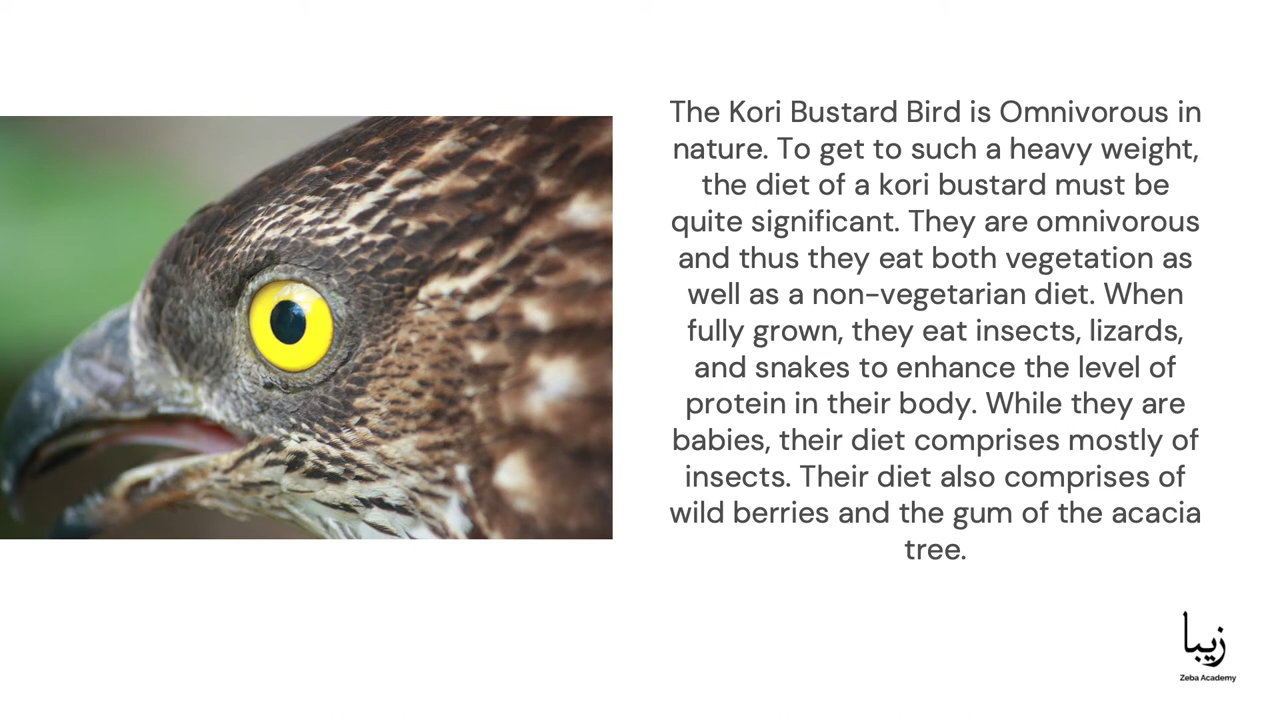 The Kori Bustard Bird is Omnivorous in
nature. To get to such a heavy weight,
the diet of a kori bustard must be
quite significant. They are omnivorous
and thus they eat both vegetation as
well as a non-vegetarian diet. When
fully grown, they eat insects, lizards,
and snakes to enhance the level of
protein in their body. While they are
babies, their diet comprises mostly of
insects. Their diet also comprises of
wild berries and the gum of the acacia
tree.
زيبا
Zeba Academy